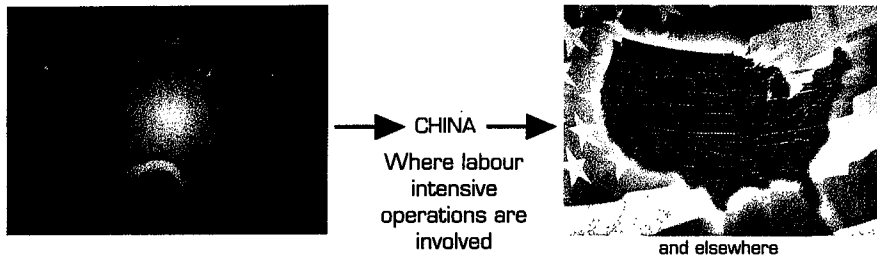 CHINA
Where labour
intensive
operations are
involved
and elsewhere